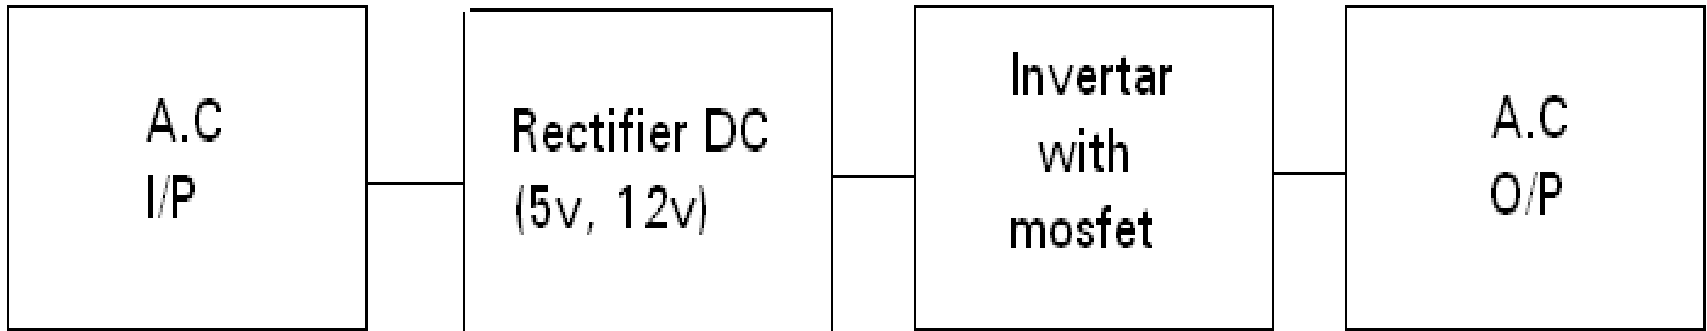 A.C
I/P
Rectifier DC
(5v, 12v)
Invertar
with
mosfet
A.C
O/P